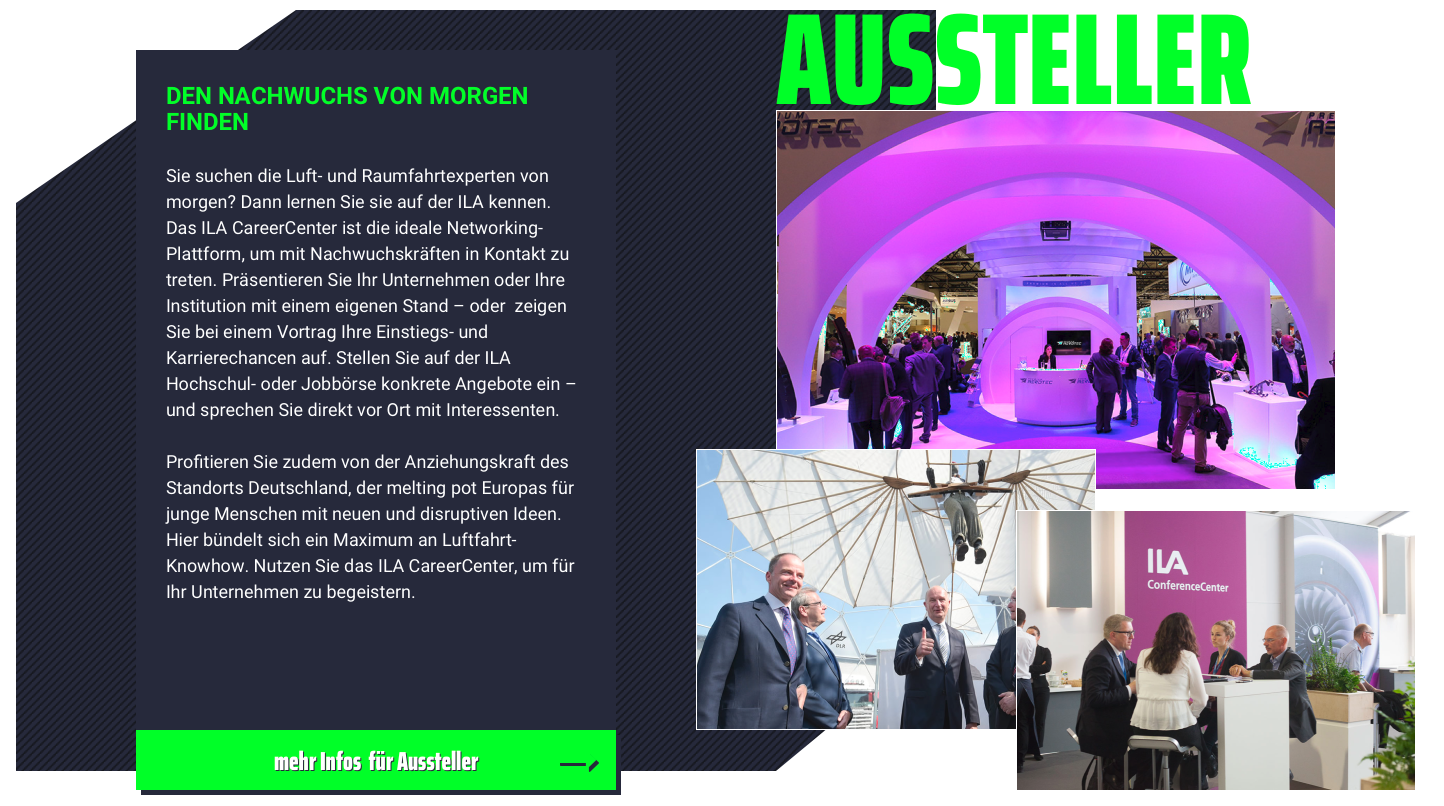 AUSSTELLER
DEN NACHWUCHS VON MORGEN
FINDEN
Sie suchen die Luft- und Raumfahrtexperten von
morgen? Dann lernen Sie sie auf der ILA kennen.
Das ILA CareerCenter ist die ideale Networking-
Plattform, um mit Nachwuchskräften in Kontakt zu
treten. Präsentieren Sie Ihr Unternehmen oder Ihre
Institution mit einem eigenen Stand – oder  zeigen
Sie bei einem Vortrag Ihre Einstiegs- und
Karrierechancen auf. Stellen Sie auf der ILA
Hochschul- oder Jobbörse konkrete Angebote ein –
und sprechen Sie direkt vor Ort mit Interessenten.
Profitieren Sie zudem von der Anziehungskraft des
Standorts Deutschland, der melting pot Europas für
junge Menschen mit neuen und disruptiven Ideen.
Hier bündelt sich ein Maximum an Luftfahrt-
Knowhow. Nutzen Sie das ILA CareerCenter, um für
Ihr Unternehmen zu begeistern.
mehr Infos für Aussteller
AEROTEC
AEROTEC
DLR
ILA
ConferenceCenter